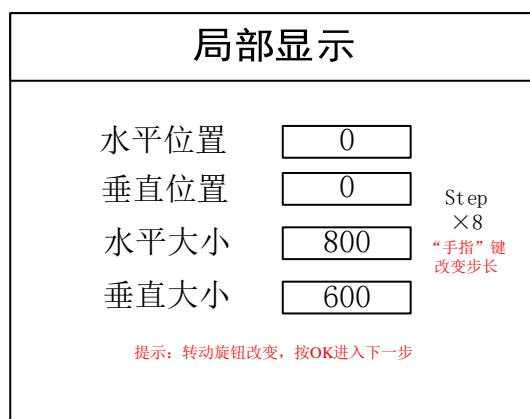 局部显示
水平位置 0
垂直位置 0
水平大小 800
垂直大小 600
Step
×8
“手指”键
改变步长
提示：转动旋钮改变，按OK进入下一步